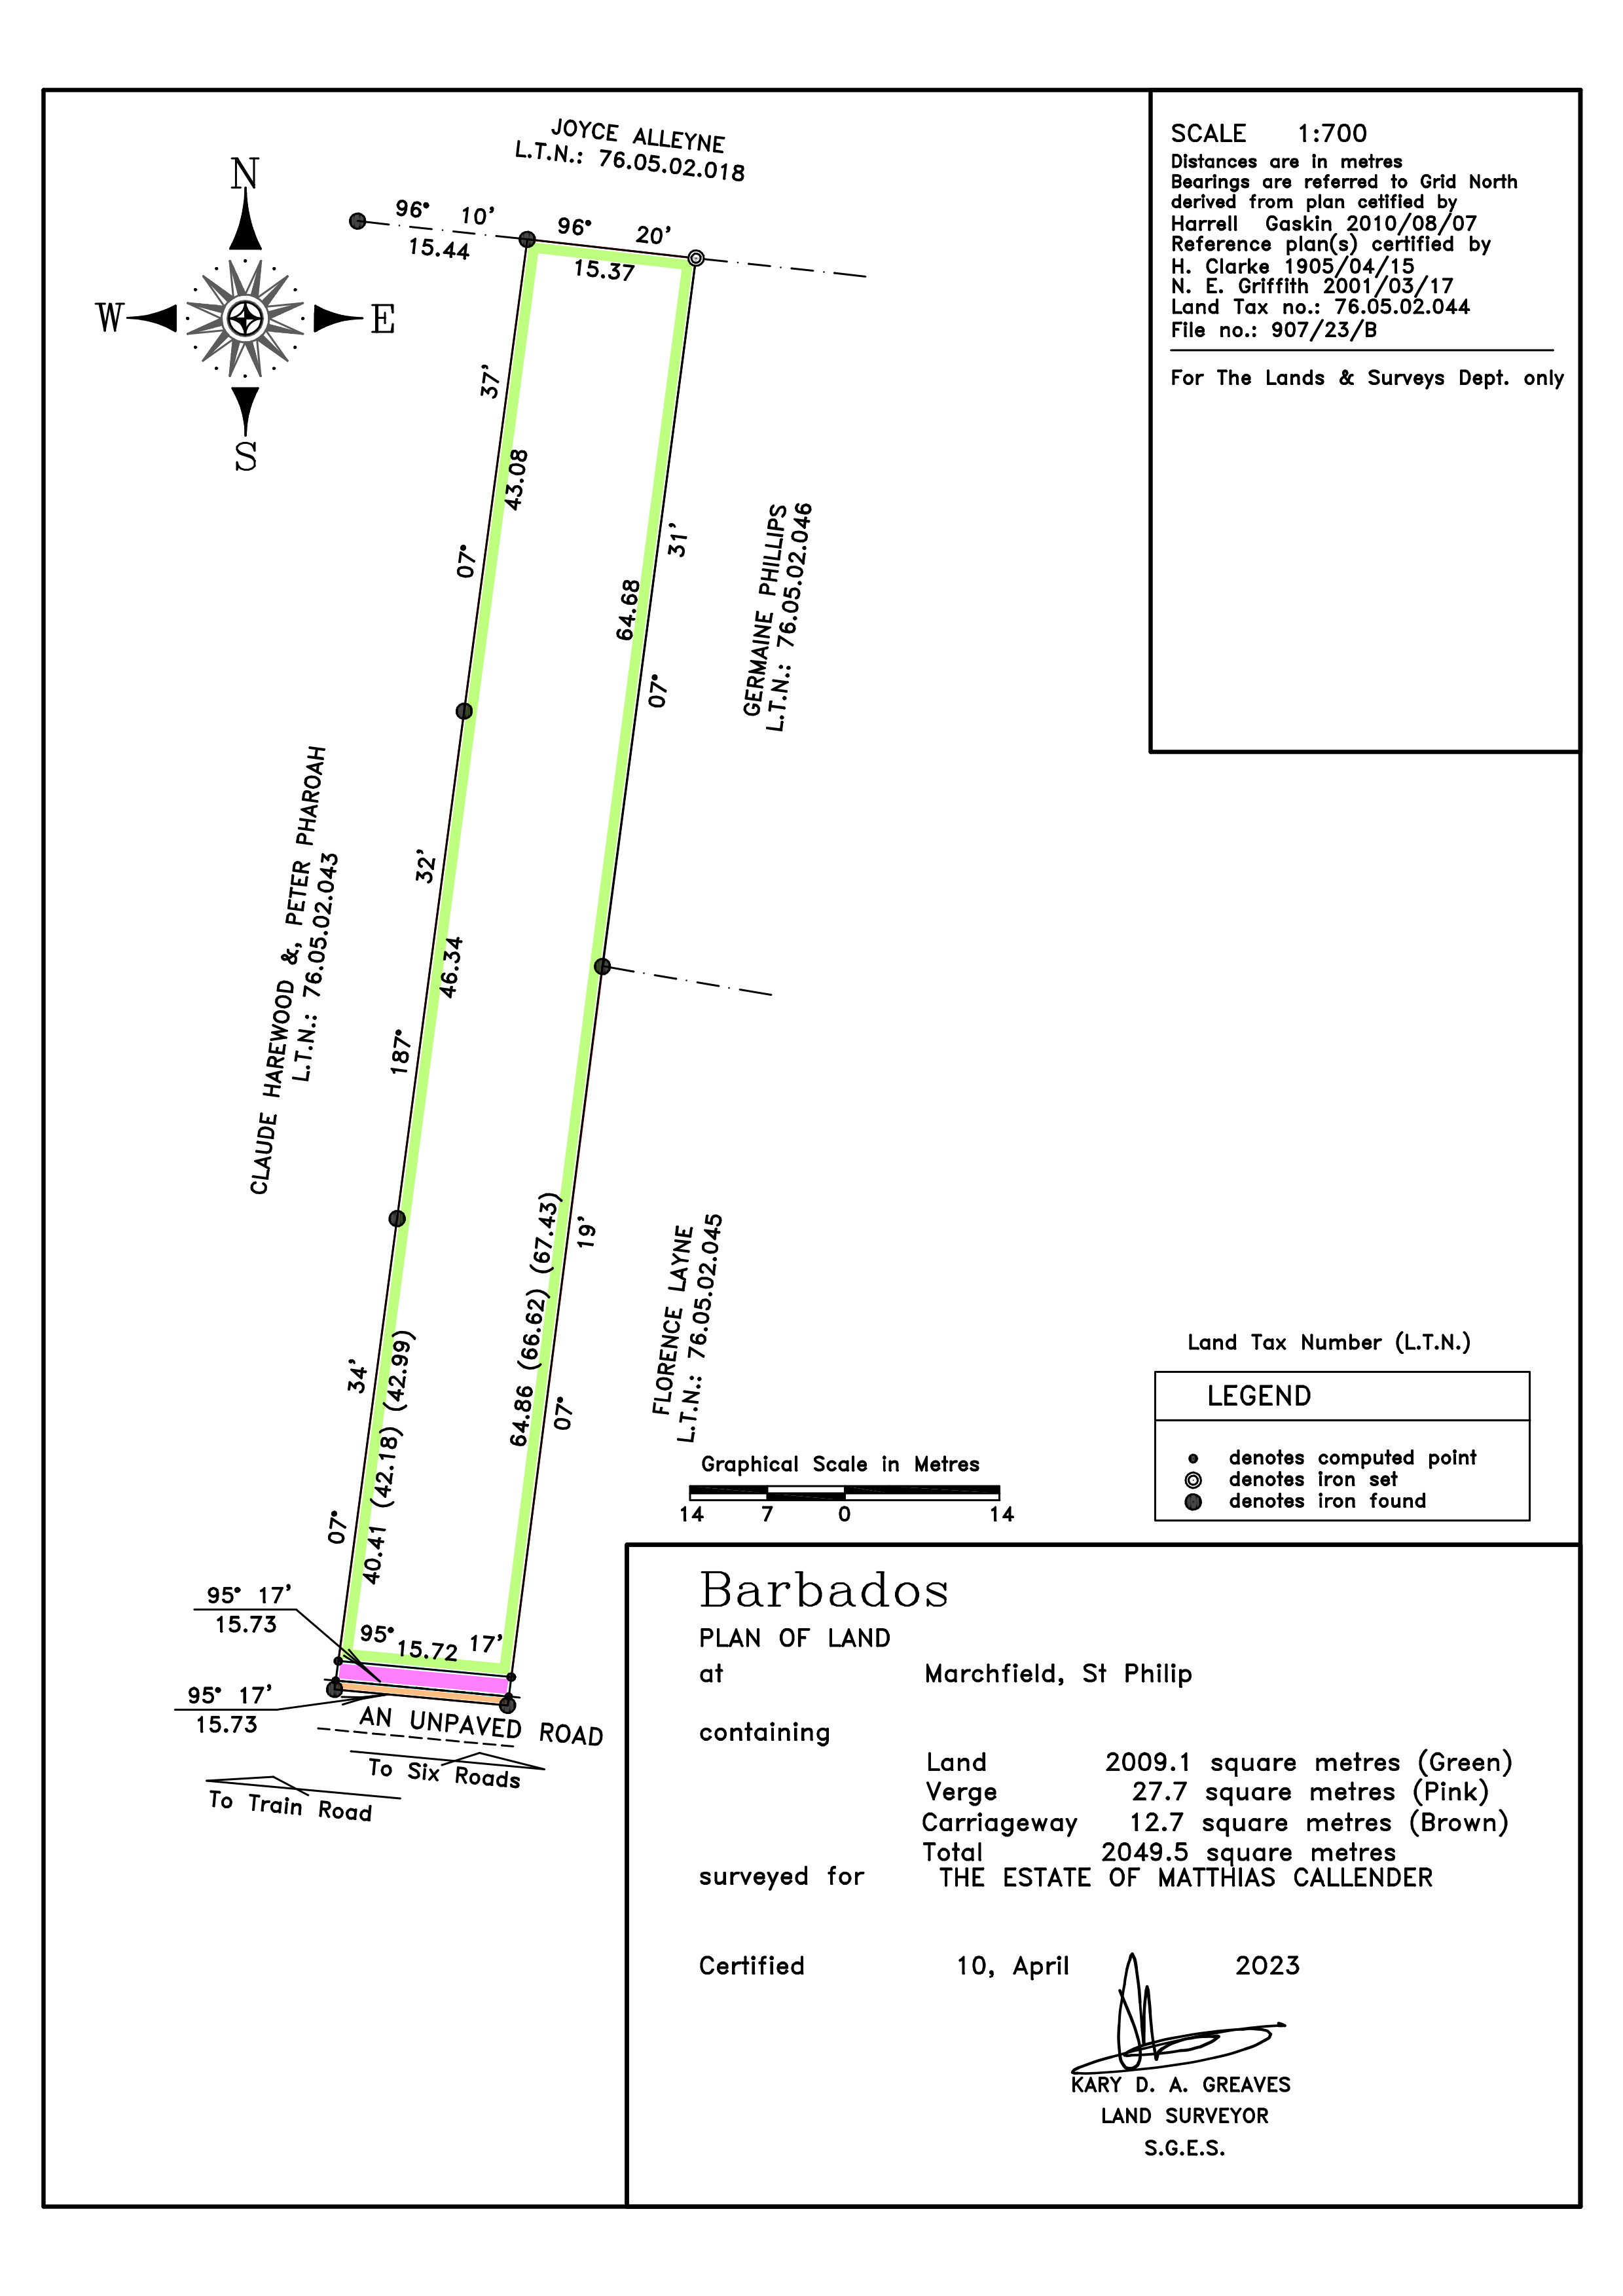 JOYCE ALLEYNE
L.T.N.: 76.05.02.018
N
W
E
S
96° 10'
15.44
96° 20'
15.37
37'
43.08
07°
31'
64.68
07°
GERMAINE PHILLIPS
L.T.N.: 76.05.02.046
CLAUDE HAREWOOD &, PETER PHAROAH
L.T.N.: 76.05.02.043
32'
46.34
187°
19'
64.86 (66.62) (67.43)
07°
FLORENCE LAYNE
L.T.N.: 76.05.02.045
34'
40.41 (42.18) (42.99)
07°
95° 17'
15.73
95° 17'
15.72
95° 17'
15.73
AN UNPAVED ROAD
To Six Roads
To Train Road
SCALE 1:700
Distances are in metres
Bearings are referred to Grid North
derived from plan cetified by
Harrell Gaskin 2010/08/07
Reference plan(s) certified by
H. Clarke 1905/04/15
N. E. Griffith 2001/03/17
Land Tax no.: 76.05.02.044
File no.: 907/23/B
For The Lands & Surveys Dept. only
Land Tax Number (L.T.N.)
LEGEND
denotes computed point
denotes iron set
denotes iron found
Graphical Scale in Metres
14 7 0 14
Barbados
PLAN OF LAND
at Marchfield, St Philip
containing
Land 2009.1 square metres (Green)
Verge 27.7 square metres (Pink)
Carriageway 12.7 square metres (Brown)
Total 2049.5 square metres
surveyed for THE ESTATE OF MATTHIAS CALLENDER
Certified 10, April 2023
KARY D. A. GREAVES
LAND SURVEYOR
S.G.E.S.